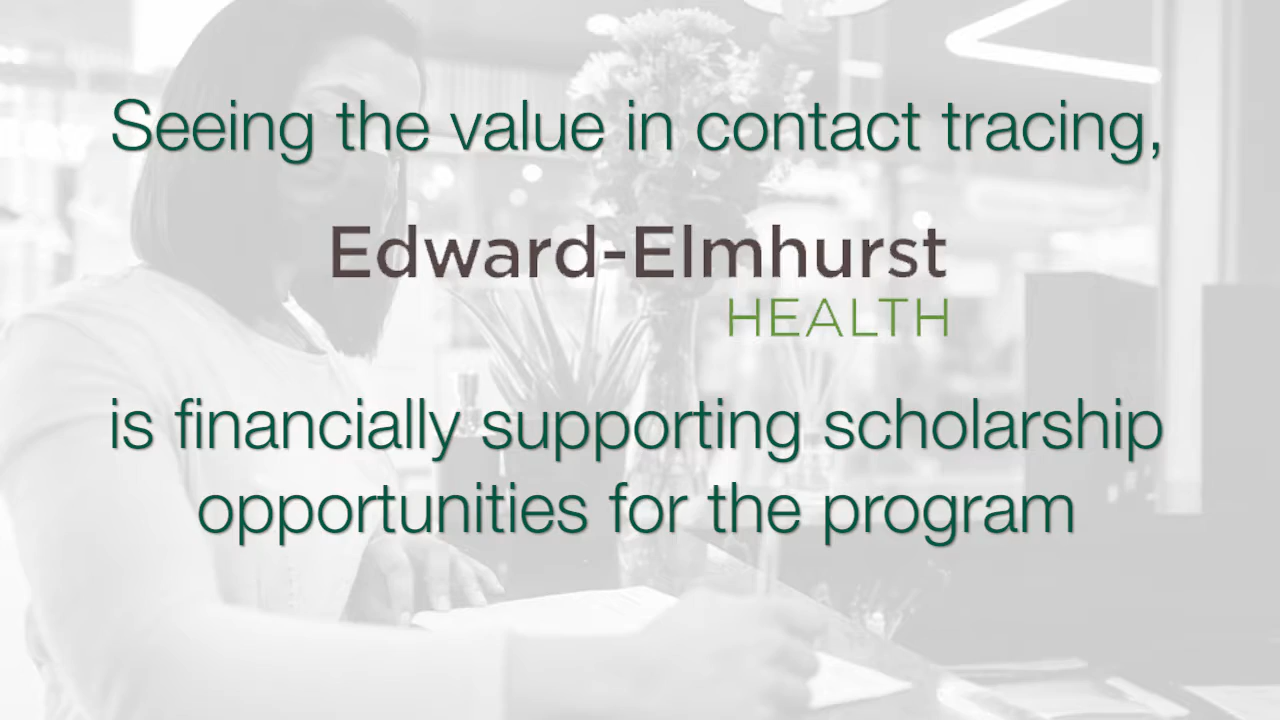 Seeing the value in contact tracing,
Edward-Elmhurst
HEALTH
is financially supporting scholarship
opportunities for the program